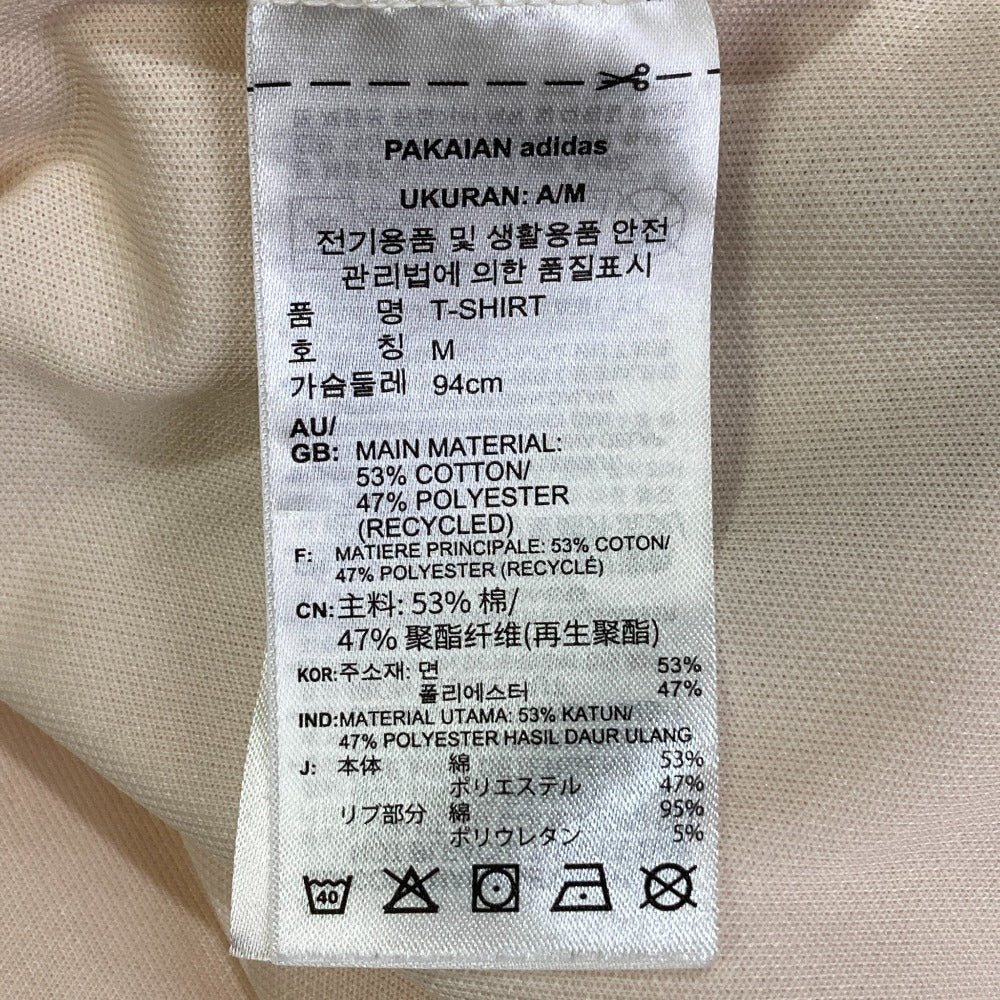 PAKAIAN adidas
UKURAN: A/M
전기용품 및 생활용품 안전
관리법에 의한 품질표시
품 명 T-SHIRT
호 칭 M
가슴둘레 94cm
AU/
GB: MAIN MATERIAL:
53% COTTON/
47% POLYESTER
(RECYCLED)
F: MATIERE PRINCIPALE: 53% COTON/
47% POLYESTER (RECYCLÉ)
CN: 主料: 53% 棉/
47% 聚酯纤维(再生聚酯)
KOR: 주소재: 면 53%
폴리에스터 47%
IND: MATERIAL UTAMA: 53% KATUN/
47% POLYESTER HASIL DAUR ULANG
J: 本体 綿 53%
ポリエステル 47%
リブ部分 綿 95%
ポリウレタン 5%
40